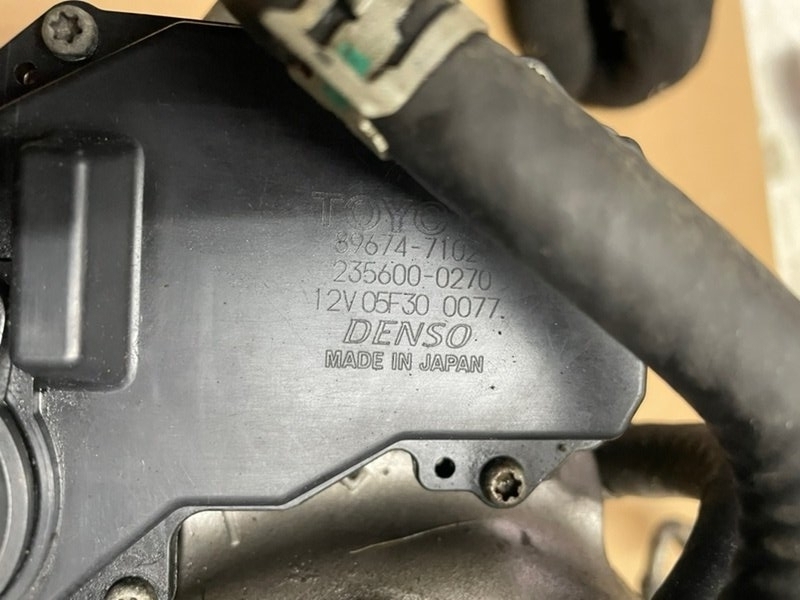 89674-7102
235600-0270
12V 05F30 0077
DENSO
MADE IN JAPAN